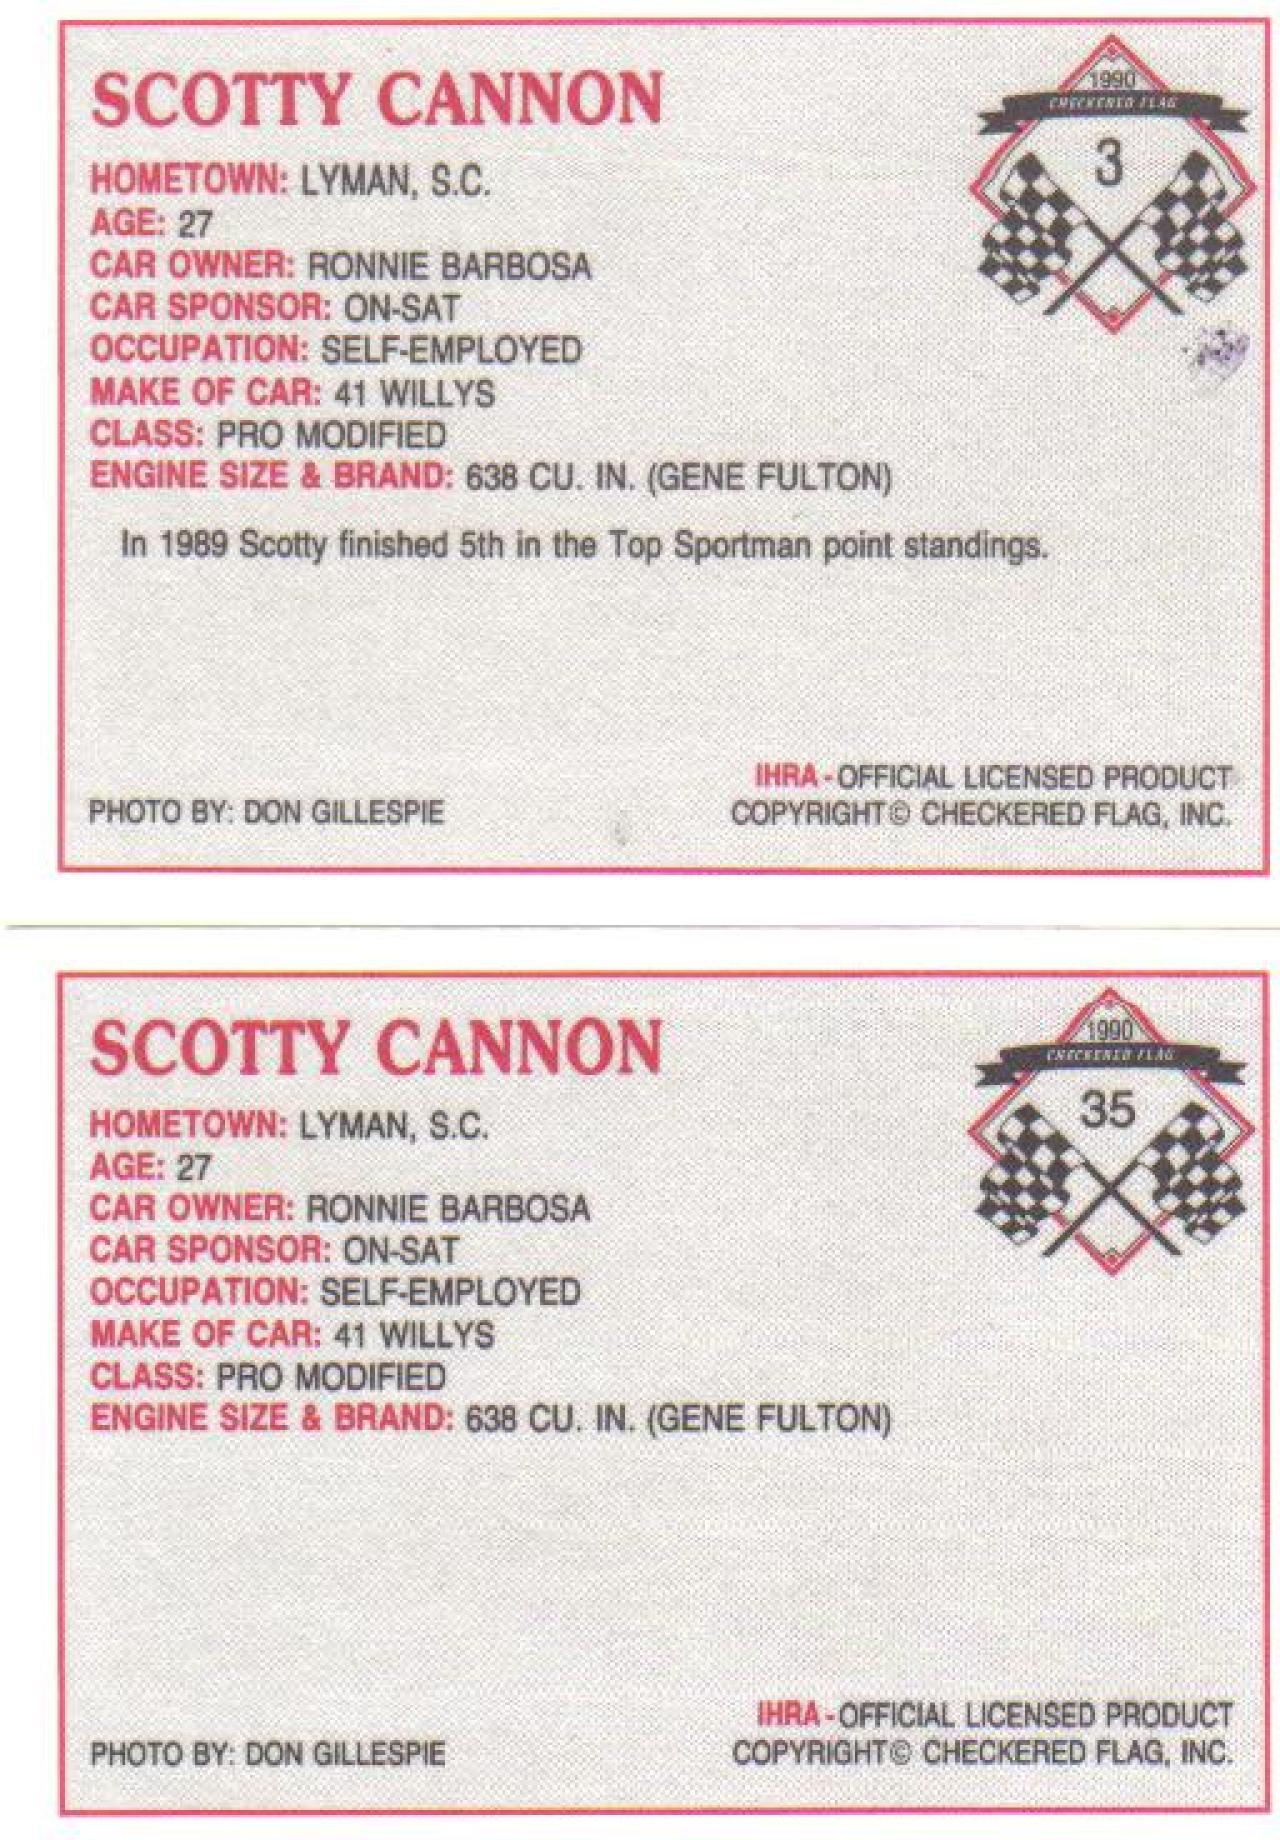 SCOTTY CANNON
1990
CHECKERED FLAG
3
HOMETOWN: LYMAN, S.C.
AGE: 27
CAR OWNER: RONNIE BARBOSA
CAR SPONSOR: ON-SAT
OCCUPATION: SELF-EMPLOYED
MAKE OF CAR: 41 WILLYS
CLASS: PRO MODIFIED
ENGINE SIZE & BRAND: 638 CU. IN. (GENE FULTON)
In 1989 Scotty finished 5th in the Top Sportman point standings.
IHRA - OFFICIAL LICENSED PRODUCT
PHOTO BY: DON GILLESPIE COPYRIGHT© CHECKERED FLAG, INC.
SCOTTY CANNON
1990
CHECKERED FLAG
35
HOMETOWN: LYMAN, S.C.
AGE: 27
CAR OWNER: RONNIE BARBOSA
CAR SPONSOR: ON-SAT
OCCUPATION: SELF-EMPLOYED
MAKE OF CAR: 41 WILLYS
CLASS: PRO MODIFIED
ENGINE SIZE & BRAND: 638 CU. IN. (GENE FULTON)
IHRA - OFFICIAL LICENSED PRODUCT
PHOTO BY: DON GILLESPIE COPYRIGHT© CHECKERED FLAG, INC.